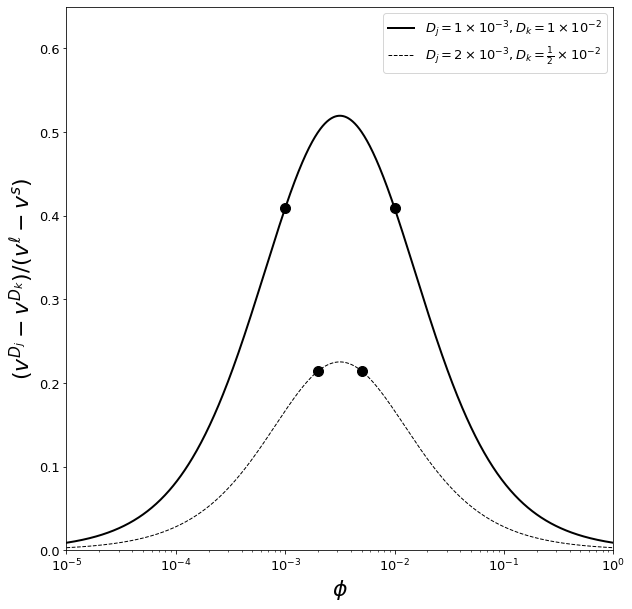 D_j = 1 × 10^{-3}, D_k = 1 × 10^{-2}
D_j = 2 × 10^{-3}, D_k = \frac{1}{2} × 10^{-2}
(v^{D_j} − v^{D_k})/(v^ℓ − v^s)
0.6
0.5
0.4
0.3
0.2
0.1
0.0
10^{-5} 10^{-4} 10^{-3} 10^{-2} 10^{-1} 10^{0}
ϕ